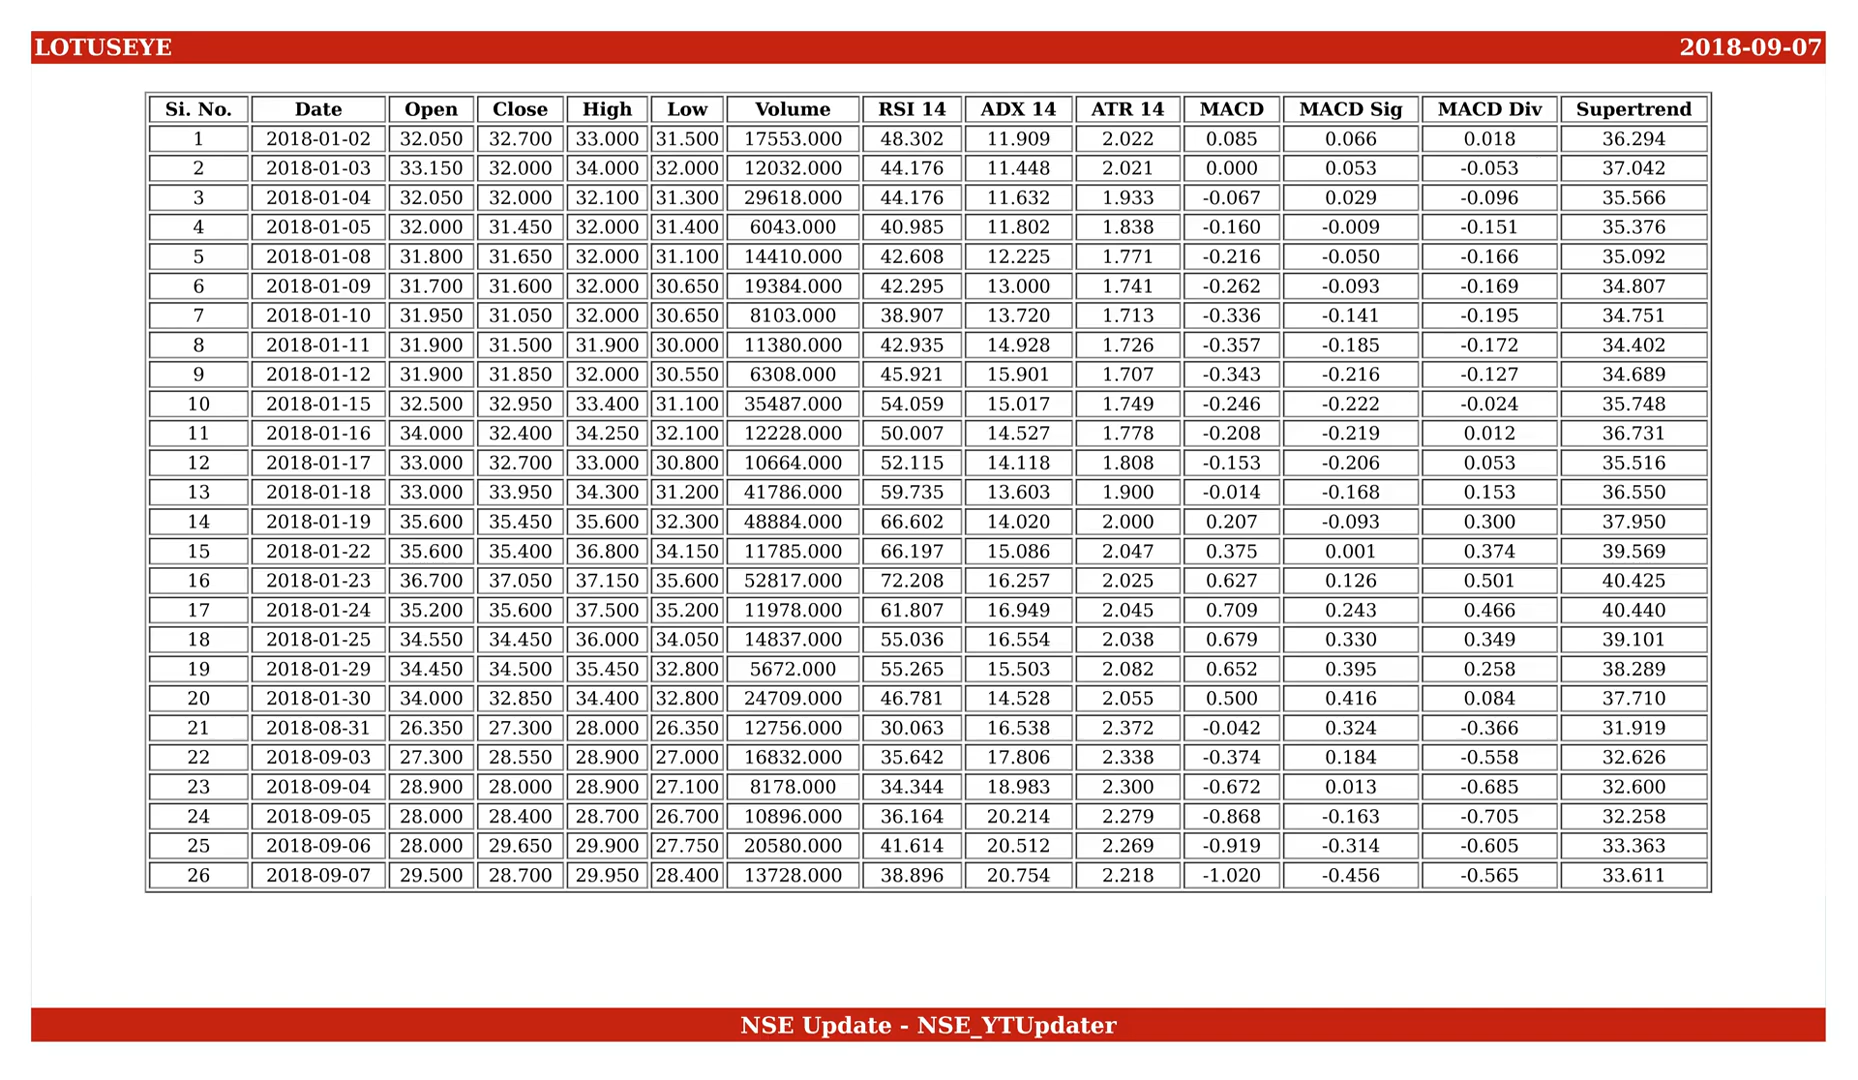 LOTUSEYE 2018-09-07
Si. No. Date Open Close High Low Volume RSI 14 ADX 14 ATR 14 MACD MACD Sig MACD Div Supertrend
1 2018-01-02 32.050 32.700 33.000 31.500 17553.000 48.302 11.909 2.022 0.085 0.066 0.018 36.294
2 2018-01-03 33.150 32.000 34.000 32.000 12032.000 44.176 11.448 2.021 0.000 0.053 -0.053 37.042
3 2018-01-04 32.050 32.000 32.100 31.300 29618.000 44.176 11.632 1.933 -0.067 0.029 -0.096 35.566
4 2018-01-05 32.000 31.450 32.000 31.400 6043.000 40.985 11.802 1.838 -0.160 -0.009 -0.151 35.376
5 2018-01-08 31.800 31.650 32.000 31.100 14410.000 42.608 12.225 1.771 -0.216 -0.050 -0.166 35.092
6 2018-01-09 31.700 31.600 32.000 30.650 19384.000 42.295 13.000 1.741 -0.262 -0.093 -0.169 34.807
7 2018-01-10 31.950 31.050 32.000 30.650 8103.000 38.907 13.720 1.713 -0.336 -0.141 -0.195 34.751
8 2018-01-11 31.900 31.500 31.900 30.000 11380.000 42.935 14.928 1.726 -0.357 -0.185 -0.172 34.402
9 2018-01-12 31.900 31.850 32.000 30.550 6308.000 45.921 15.901 1.707 -0.343 -0.216 -0.127 34.689
10 2018-01-15 32.500 32.950 33.400 31.100 35487.000 54.059 15.017 1.749 -0.246 -0.222 -0.024 35.748
11 2018-01-16 34.000 32.400 34.250 32.100 12228.000 50.007 14.527 1.778 -0.208 -0.219 0.012 36.731
12 2018-01-17 33.000 32.700 33.000 30.800 10664.000 52.115 14.118 1.808 -0.153 -0.206 0.053 35.516
13 2018-01-18 33.000 33.950 34.300 31.200 41786.000 59.735 13.603 1.900 -0.014 -0.168 0.153 36.550
14 2018-01-19 35.600 35.450 35.600 32.300 48884.000 66.602 14.020 2.000 0.207 -0.093 0.300 37.950
15 2018-01-22 35.600 35.400 36.800 34.150 11785.000 66.197 15.086 2.047 0.375 0.001 0.374 39.569
16 2018-01-23 36.700 37.050 37.150 35.600 52817.000 72.208 16.257 2.025 0.627 0.126 0.501 40.425
17 2018-01-24 35.200 35.600 37.500 35.200 11978.000 61.807 16.949 2.045 0.709 0.243 0.466 40.440
18 2018-01-25 34.550 34.450 36.000 34.050 14837.000 55.036 16.554 2.038 0.679 0.330 0.349 39.101
19 2018-01-29 34.450 34.500 35.450 32.800 5672.000 55.265 15.503 2.082 0.652 0.395 0.258 38.289
20 2018-01-30 34.000 32.850 34.400 32.800 24709.000 46.781 14.528 2.055 0.500 0.416 0.084 37.710
21 2018-08-31 26.350 27.300 28.000 26.350 12756.000 30.063 16.538 2.372 -0.042 0.324 -0.366 31.919
22 2018-09-03 27.300 28.550 28.900 27.000 16832.000 35.642 17.806 2.338 -0.374 0.184 -0.558 32.626
23 2018-09-04 28.900 28.000 28.900 27.100 8178.000 34.344 18.983 2.300 -0.672 0.013 -0.685 32.600
24 2018-09-05 28.000 28.400 28.700 26.700 10896.000 36.164 20.214 2.279 -0.868 -0.163 -0.705 32.258
25 2018-09-06 28.000 29.650 29.900 27.750 20580.000 41.614 20.512 2.269 -0.919 -0.314 -0.605 33.363
26 2018-09-07 29.500 28.700 29.950 28.400 13728.000 38.896 20.754 2.218 -1.020 -0.456 -0.565 33.611
NSE Update - NSE_YTUpdater